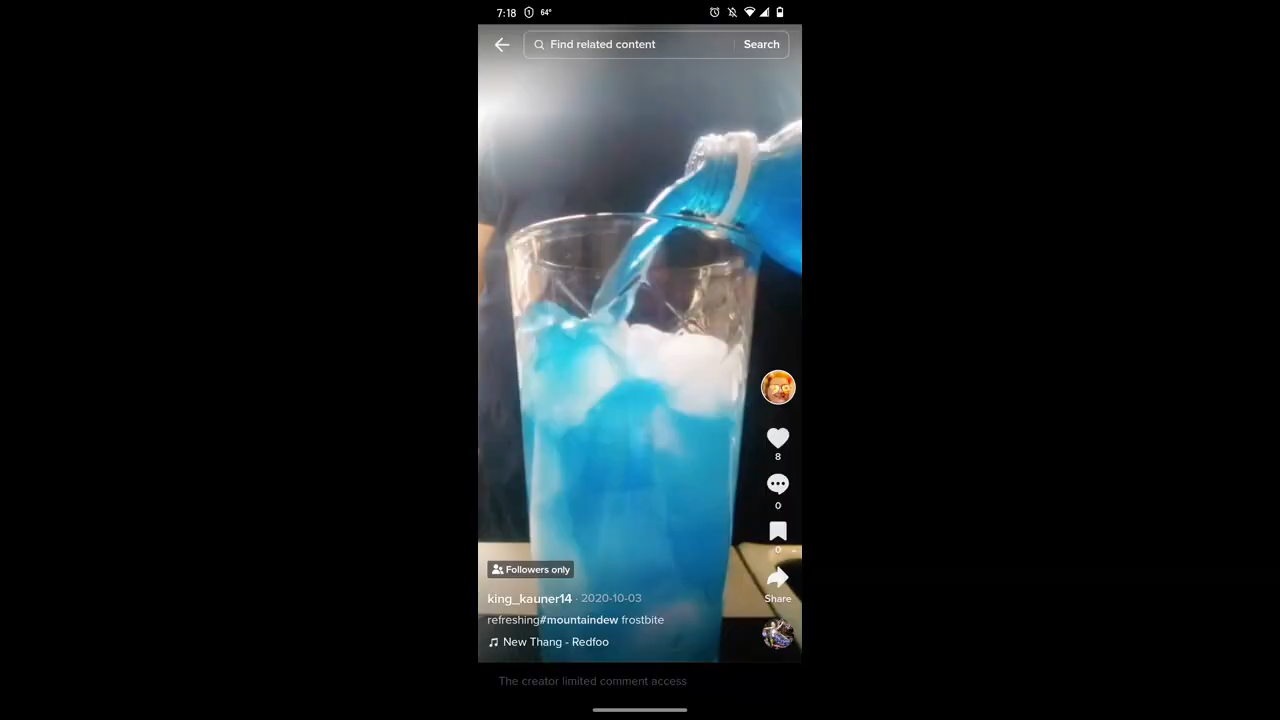 7:18 64°
Find related content Search
8
0
0
Followers only
king_kauner14 · 2020-10-03
Share
refreshing#mountaindew frostbite
New Thang - Redfoo
The creator limited comment access